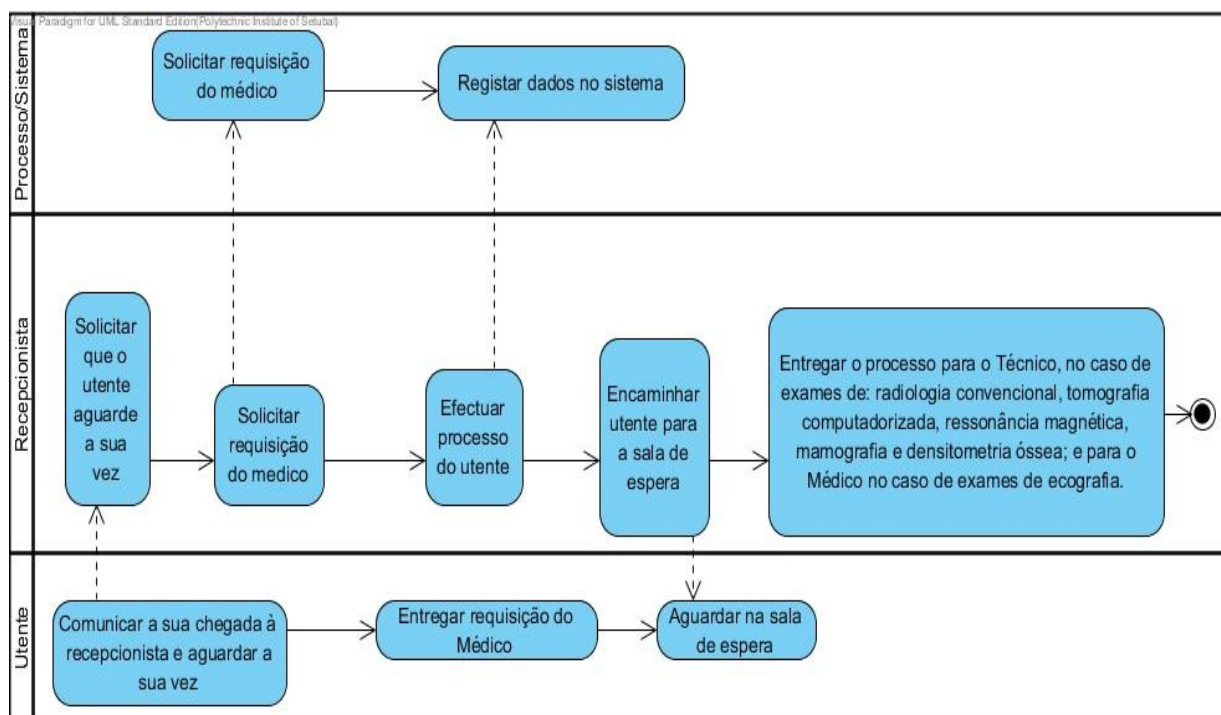 Visual Paradigm for UML Standard Edition(Polytechnic Institute of Setubal)
Processo/Sistema
Solicitar requisição
do médico
Registar dados no sistema
Recepcionista
Solicitar
que o
utente
aguarde
a sua
vez
Solicitar
requisição
do medico
Efectuar
processo
do utente
Encaminhar
utente para
a sala de
espera
Entregar o processo para o Técnico, no caso de
exames de: radiologia convencional, tomografia
computadorizada, ressonância magnética,
mamografia e densitometria óssea; e para o
Médico no caso de exames de ecografia.
Utente
Comunicar a sua chegada à
recepcionista e aguardar a
sua vez
Entregar requisição do
Médico
Aguardar na sala
de espera